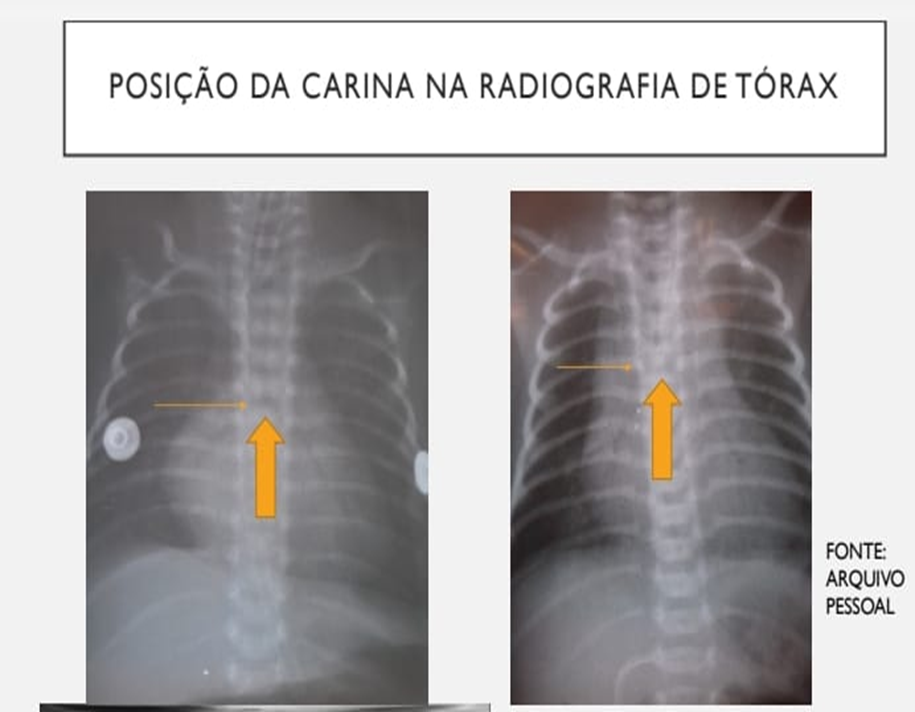 POSIÇÃO DA CARINA NA RADIOGRAFIA DE TÓRAX
FONTE:
ARQUIVO
PESSOAL